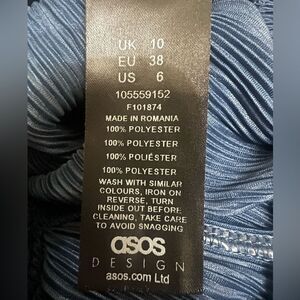 UK 10
EU 38
US 6
105559152
F101874
MADE IN ROMANIA
100% POLYESTER
100% POLYESTER
100% POLIÉSTER
100% POLYESTER
WASH WITH SIMILAR
COLOURS, IRON ON
REVERSE, TURN
INSIDE OUT BEFORE
CLEANING, TAKE CARE
TO AVOID SNAGGING
asos
DESIGN
asos.com Ltd